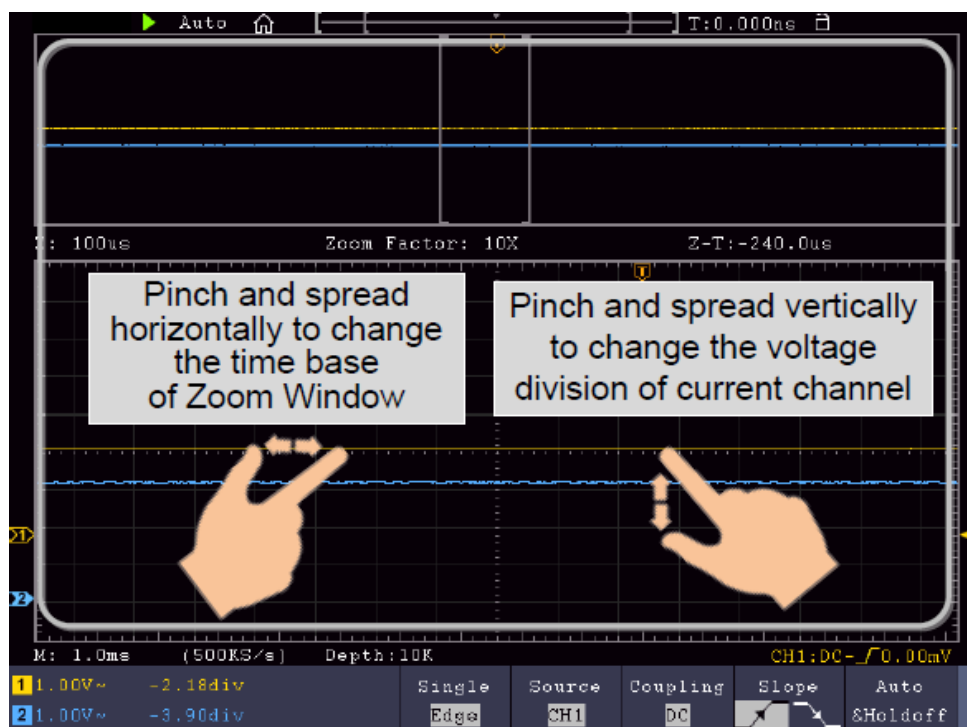 Auto T:0.000ns
: 100us Zoom Factor: 10X Z-T:-240.0us
Pinch and spread
horizontally to change
the time base
of Zoom Window
Pinch and spread vertically
to change the voltage
division of current channel
1
2
M: 1.0ms (500KS/s) Depth:10K CH1:DC- 0.00mV
1 1.00V~ -2.18div
2 1.00V~ -3.90div
Single Source Coupling Slope Auto
Edge CH1 DC &Holdoff